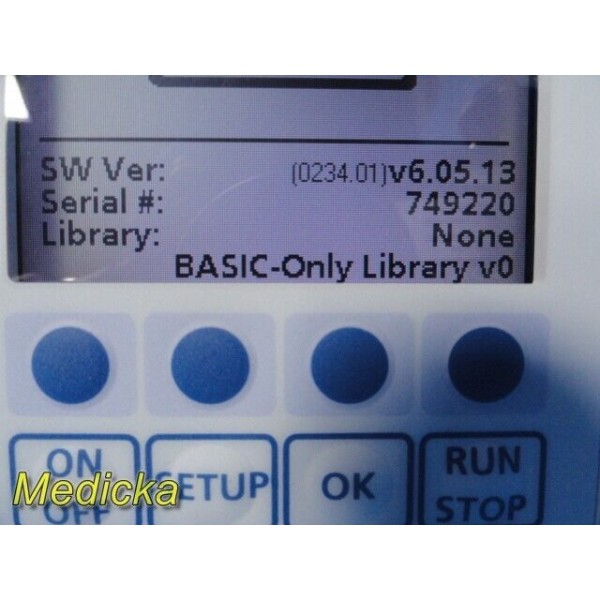 SW Ver: (0234.01)v6.05.13
Serial #: 749220
Library: None
BASIC-Only Library v0
ON OFF
SETUP
OK
RUN STOP
Medicka